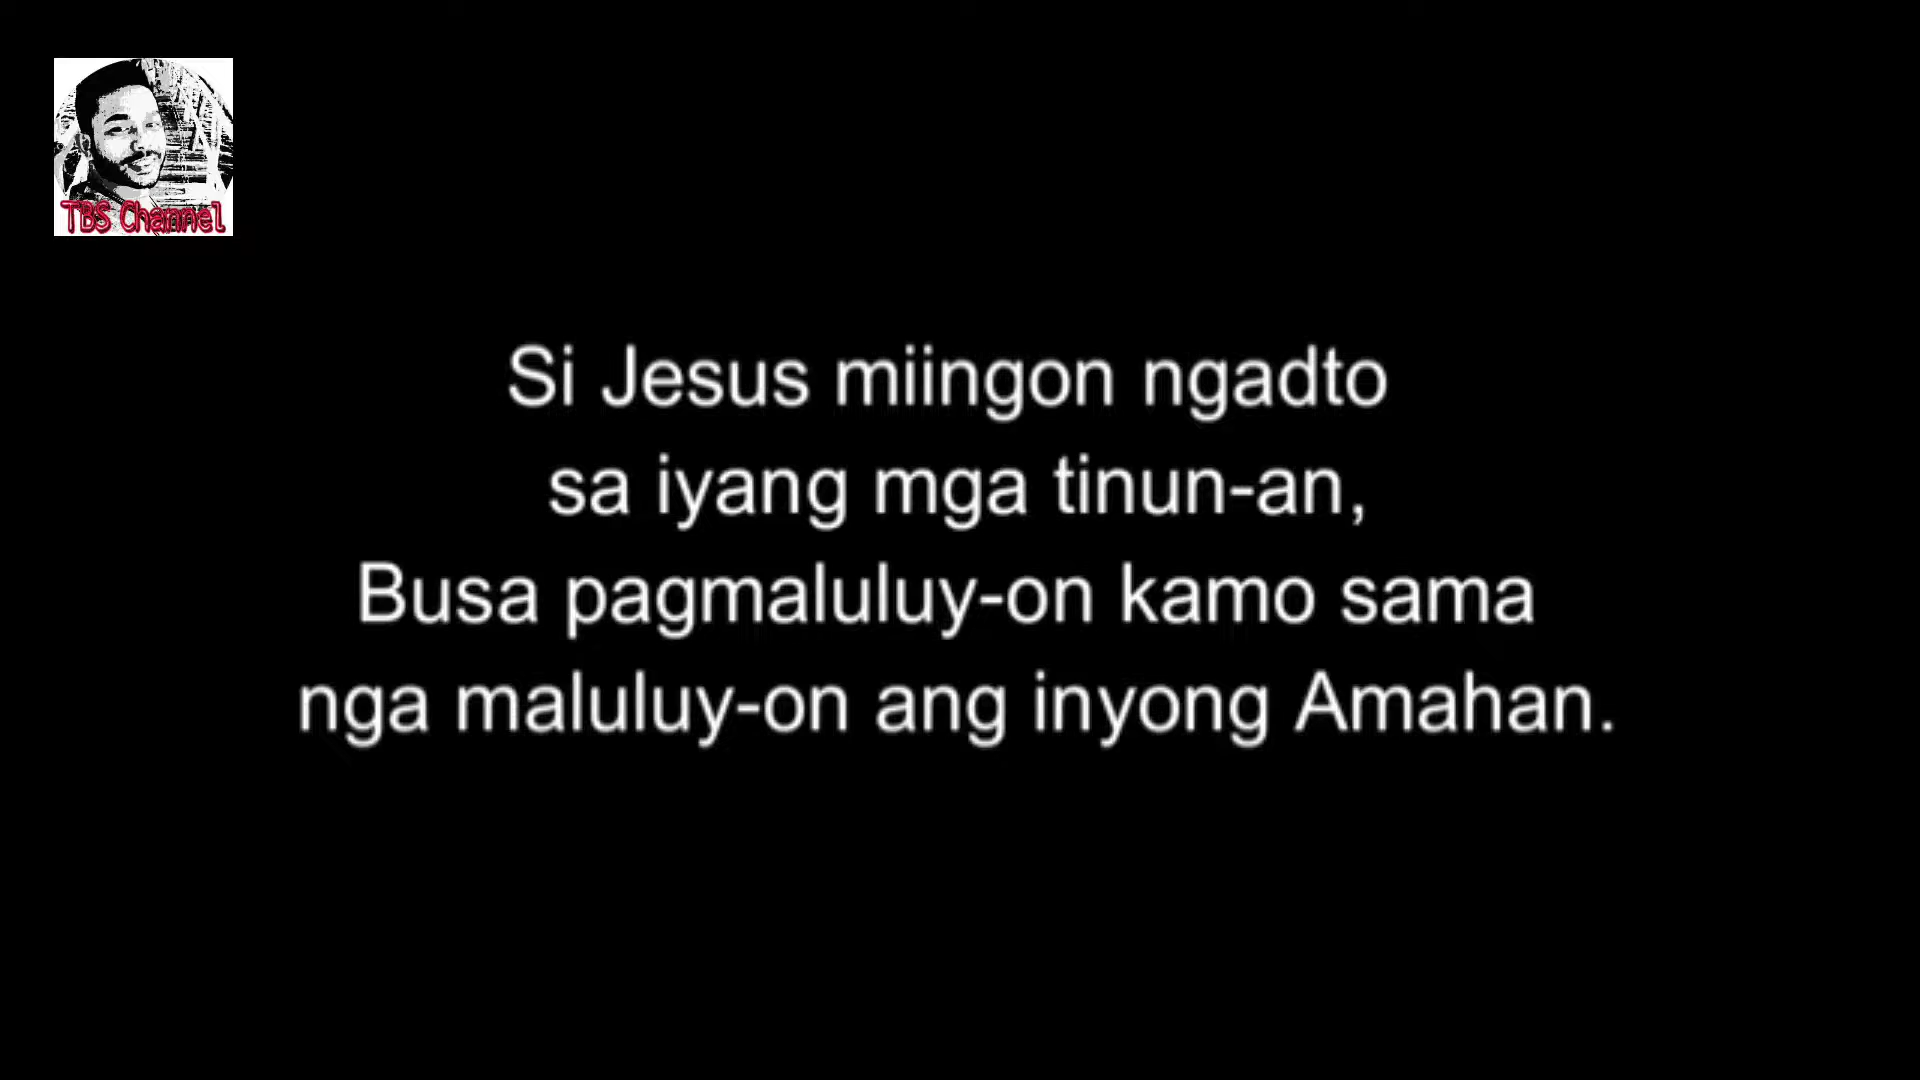 TBS Channel
Si Jesus miingon ngadto
sa iyang mga tinun-an,
Busa pagmaluluy-on kamo sama
nga maluluy-on ang inyong Amahan.